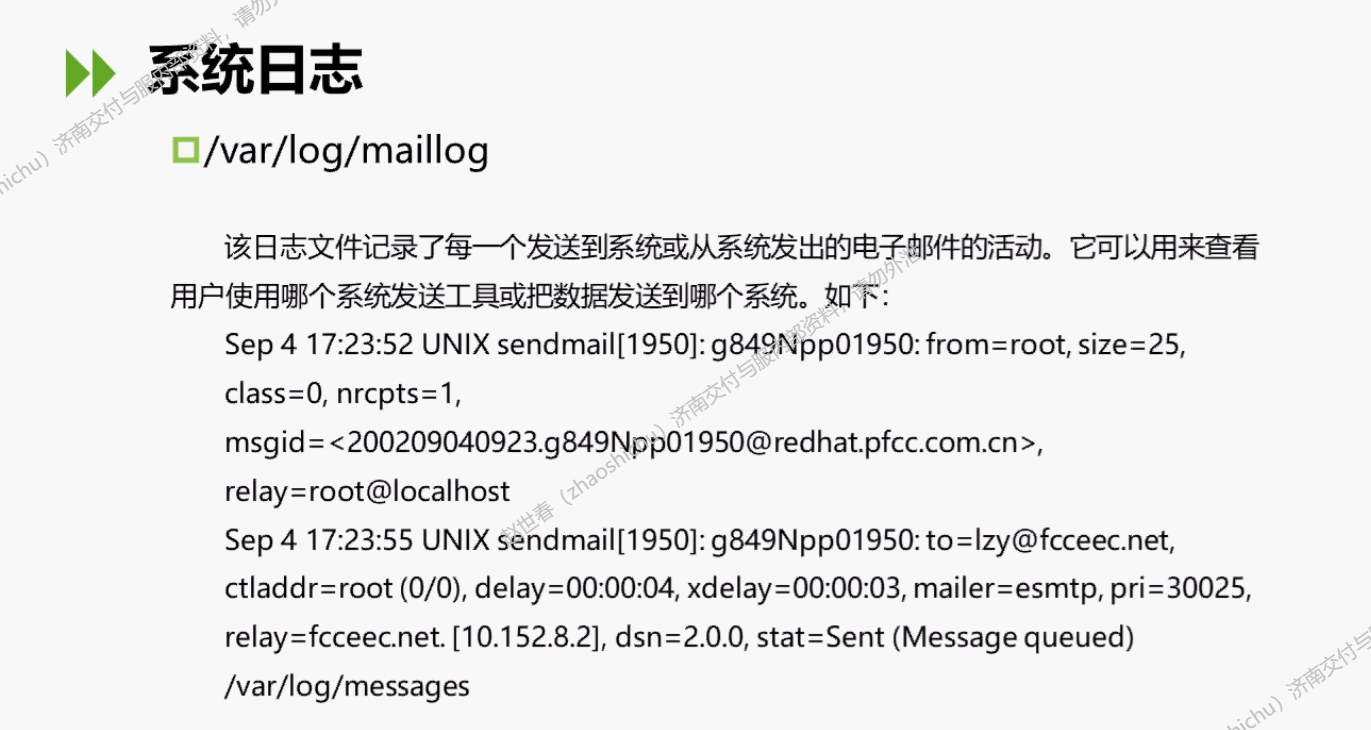 系统日志
/var/log/maillog
该日志文件记录了每一个发送到系统或从系统发出的电子邮件的活动。它可以用来查看
用户使用哪个系统发送工具或把数据发送到哪个系统。如下：
Sep 4 17:23:52 UNIX sendmail[1950]: g849Npp01950: from=root, size=25,
class=0, nrcpts=1,
msgid=<200209040923.g849Npp01950@redhat.pfcc.com.cn>,
relay=root@localhost
Sep 4 17:23:55 UNIX sendmail[1950]: g849Npp01950: to=lzy@fcceec.net,
ctladdr=root (0/0), delay=00:00:04, xdelay=00:00:03, mailer=esmtp, pri=30025,
relay=fcceec.net. [10.152.8.2], dsn=2.0.0, stat=Sent (Message queued)
/var/log/messages
hichu）济南交付与服务部资料，请勿
赵世春（zhaoshichu）济南交付与服务部资料，请勿外泄
hichu）济南交付与